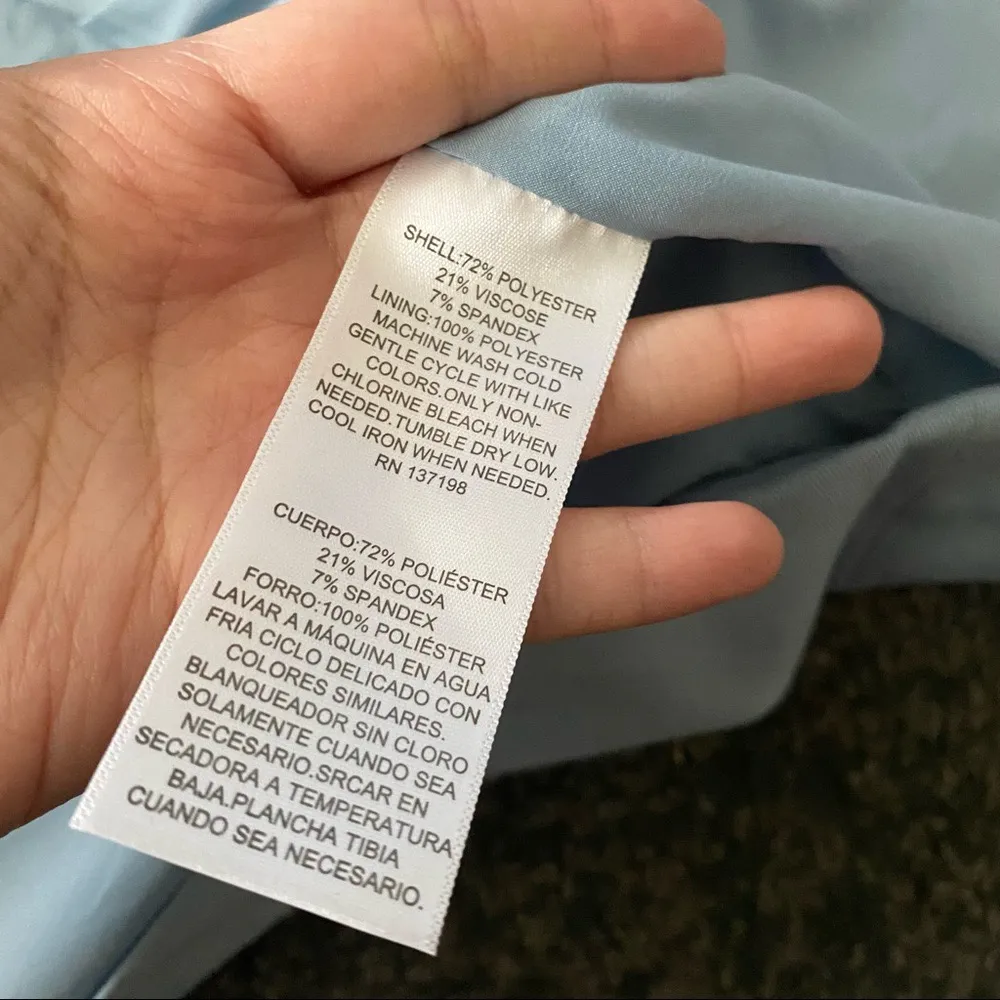 SHELL:72% POLYESTER
21% VISCOSE
7% SPANDEX
LINING:100% POLYESTER
MACHINE WASH COLD
GENTLE CYCLE WITH LIKE
COLORS.ONLY NON-
CHLORINE BLEACH WHEN
NEEDED.TUMBLE DRY LOW.
COOL IRON WHEN NEEDED.
RN 137198
CUERPO:72% POLIÉSTER
21% VISCOSA
7% SPANDEX
FORRO:100% POLIÉSTER
LAVAR A MÁQUINA EN AGUA
FRIA CICLO DELICADO CON
COLORES SIMILARES.
BLANQUEADOR SIN CLORO
SOLAMENTE CUANDO SEA
NECESARIO.SRCAR EN
SECADORA A TEMPERATURA
BAJA.PLANCHA TIBIA
CUANDO SEA NECESARIO.